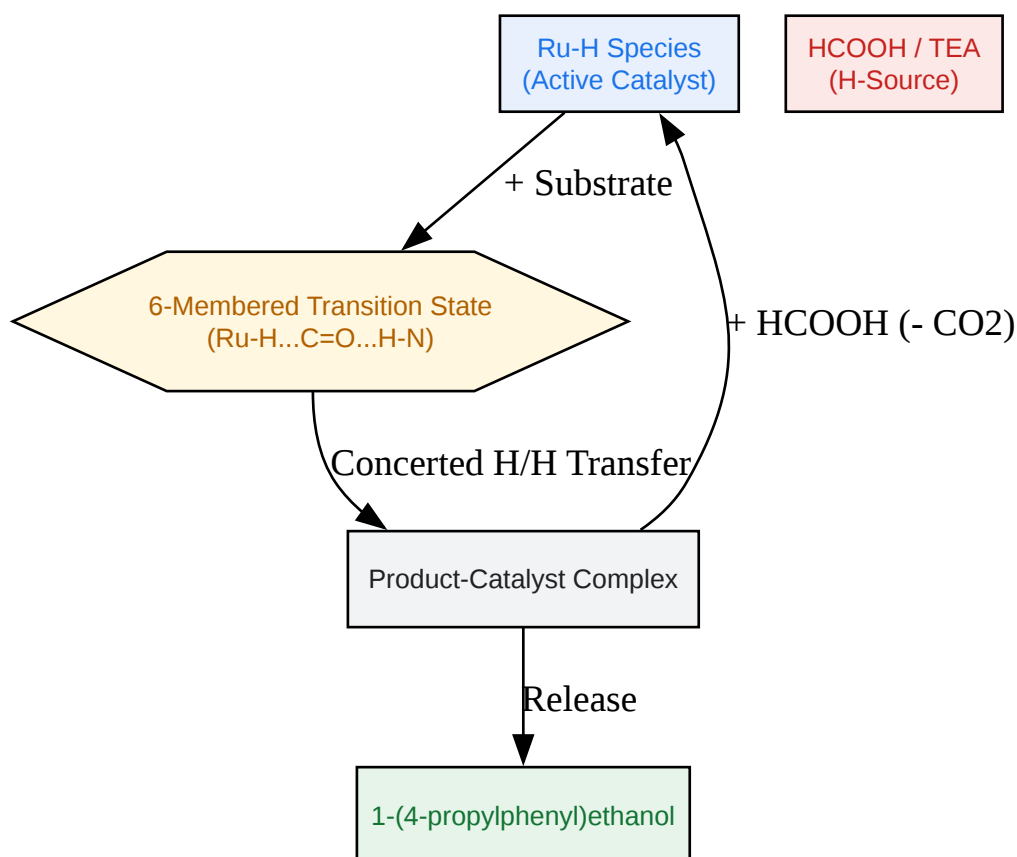 Ru-H Species
(Active Catalyst)
HCOOH / TEA
(H-Source)
+ Substrate
6-Membered Transition State
(Ru-H...C=O...H-N)
+ HCOOH (- CO2)
Concerted H/H Transfer
Product-Catalyst Complex
Release
1-(4-propylphenyl)ethanol